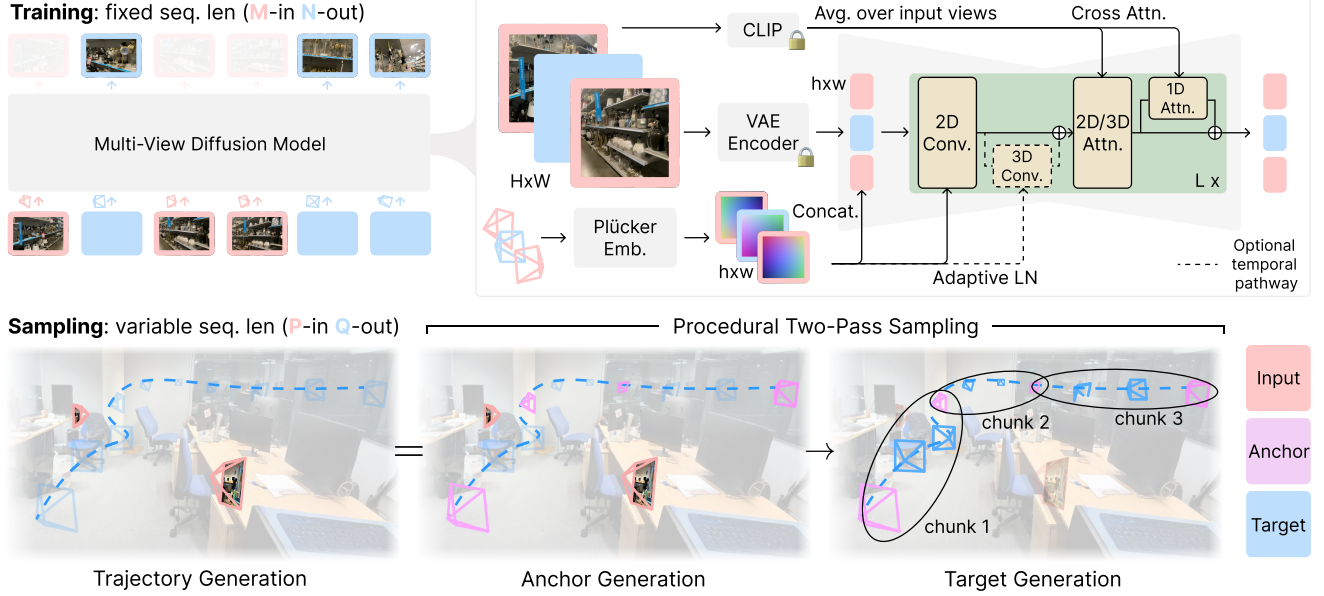 Training: fixed seq. len (M-in N-out)
Multi-View Diffusion Model
CLIP
Avg. over input views
Cross Attn.
HxW
VAE
Encoder
hxw
2D
Conv.
3D
Conv.
2D/3D
Attn.
1D
Attn.
L x
Plücker
Emb.
hxw
Concat.
Adaptive LN
Optional
temporal
pathway
Sampling: variable seq. len (P-in Q-out)
Procedural Two-Pass Sampling
chunk 1
chunk 2
chunk 3
Input
Anchor
Target
Trajectory Generation
Anchor Generation
Target Generation